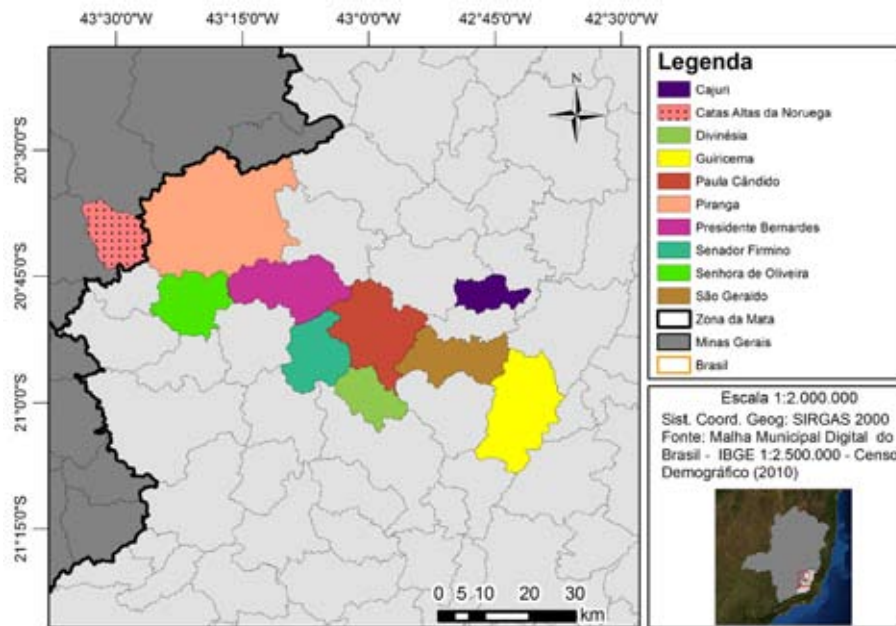 43°30'0"W 43°15'0"W 43°0'0"W 42°45'0"W 42°30'0"W
20°30'0"S
20°45'0"S
21°0'0"S
21°15'0"S
N
0 5 10 20 30
km
Legenda
Cajuri
Catas Altas da Noruega
Divinésia
Guiricema
Paula Cândido
Piranga
Presidente Bernardes
Senador Firmino
Senhora de Oliveira
São Geraldo
Zona da Mata
Minas Gerais
Brasil
Escala 1:2.000.000
Sist. Coord. Geog: SIRGAS 2000
Fonte: Malha Municipal Digital do
Brasil - IBGE 1:2.500.000 - Censo
Demográfico (2010)